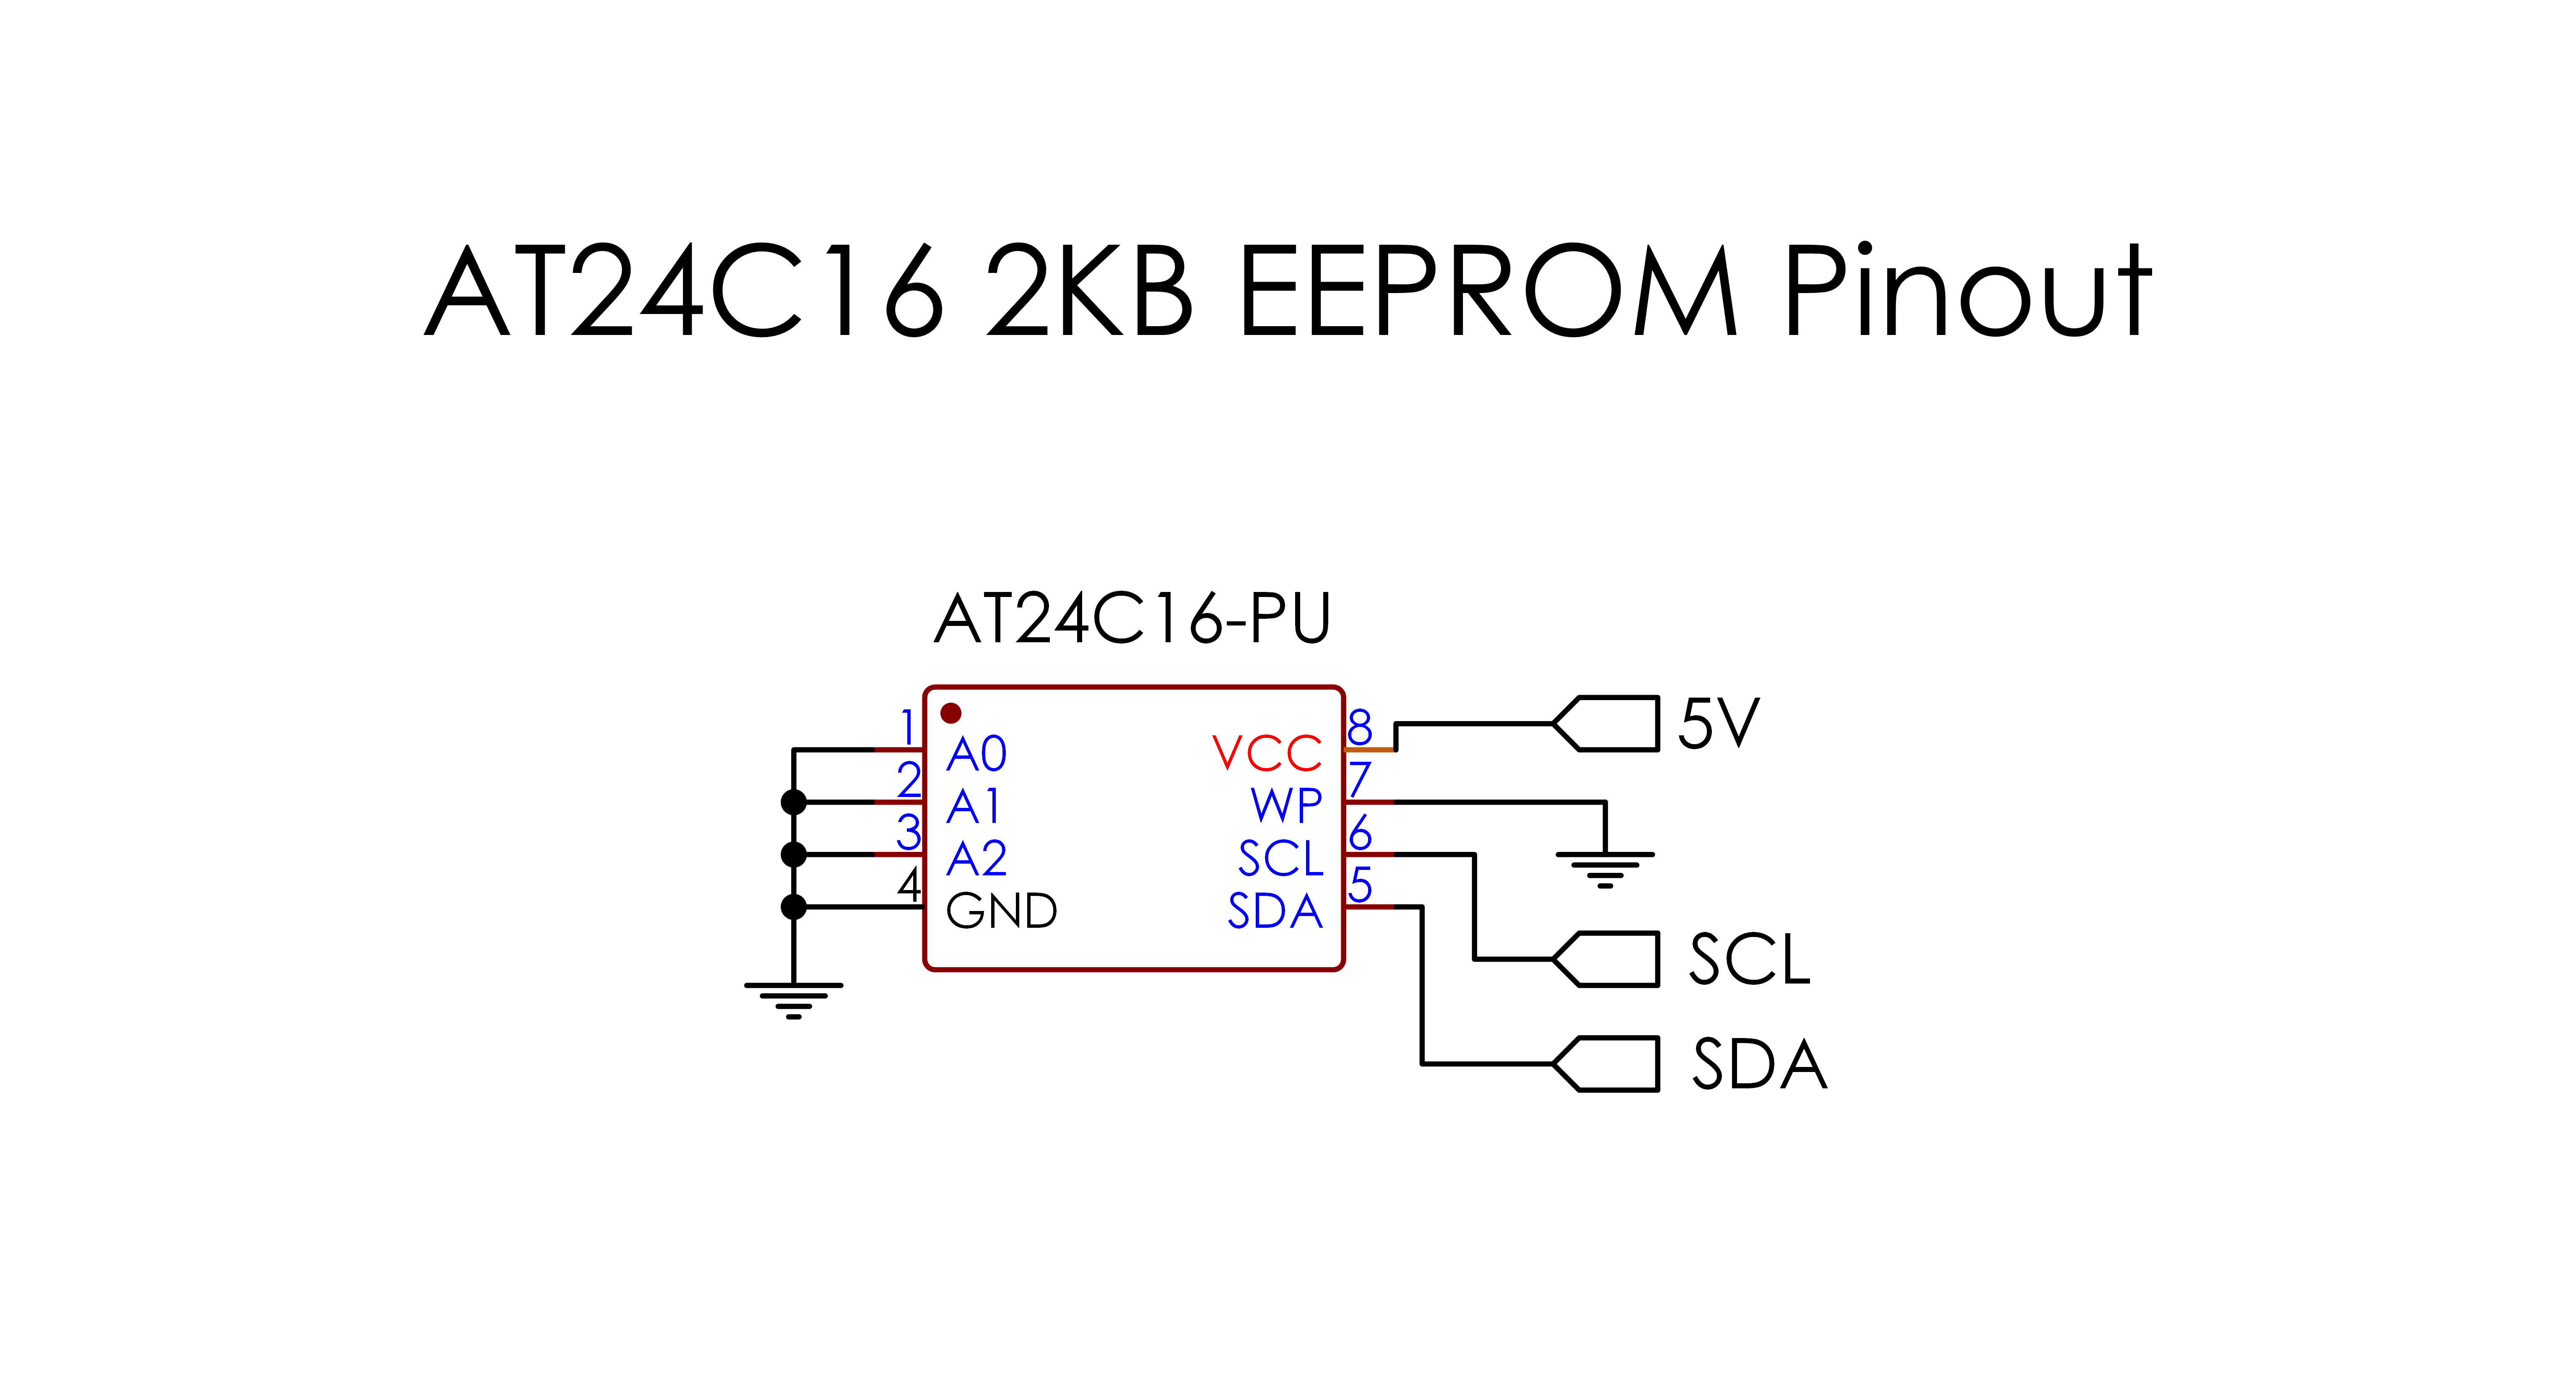 AT24C16 2KB EEPROM Pinout
AT24C16-PU
1 A0 VCC 8 5V
2 A1 WP 7
3 A2 SCL 6
4 GND SDA 5
SCL
SDA